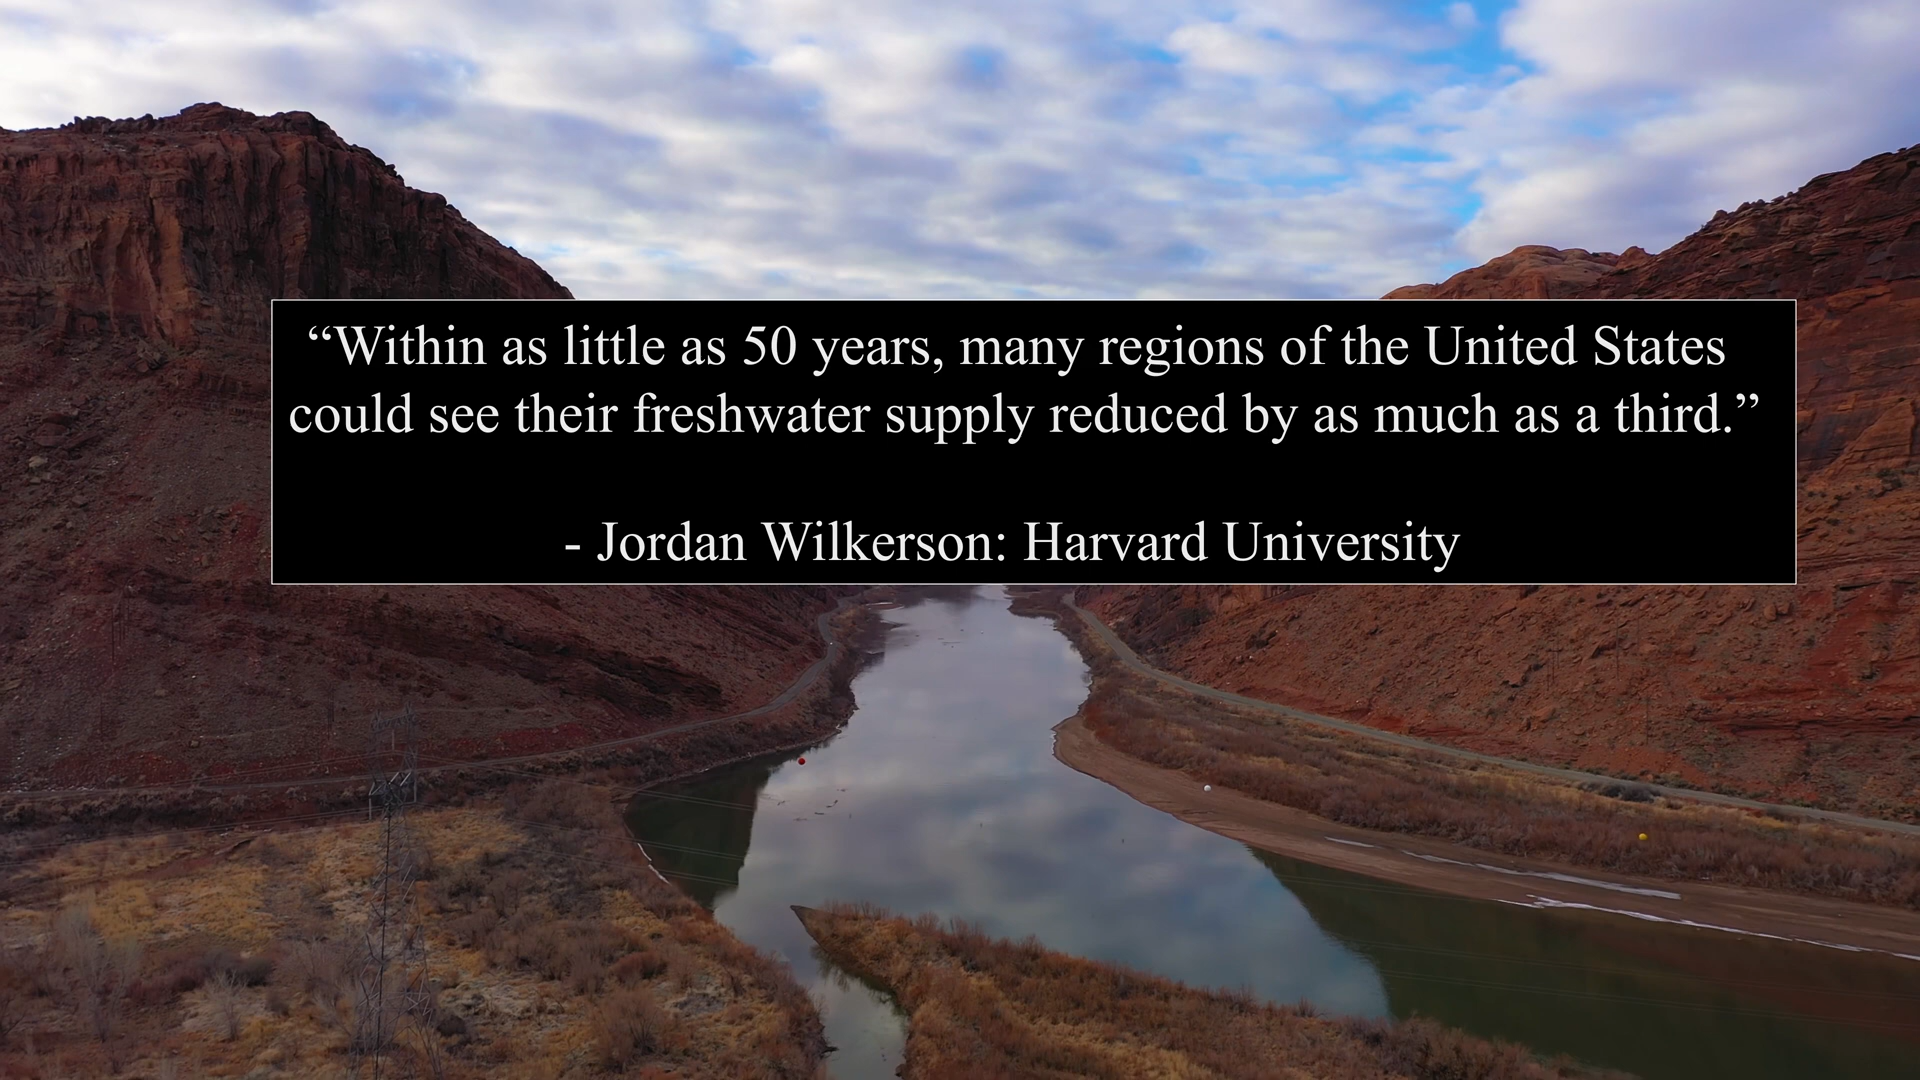 “Within as little as 50 years, many regions of the United States
could see their freshwater supply reduced by as much as a third.”
- Jordan Wilkerson: Harvard University